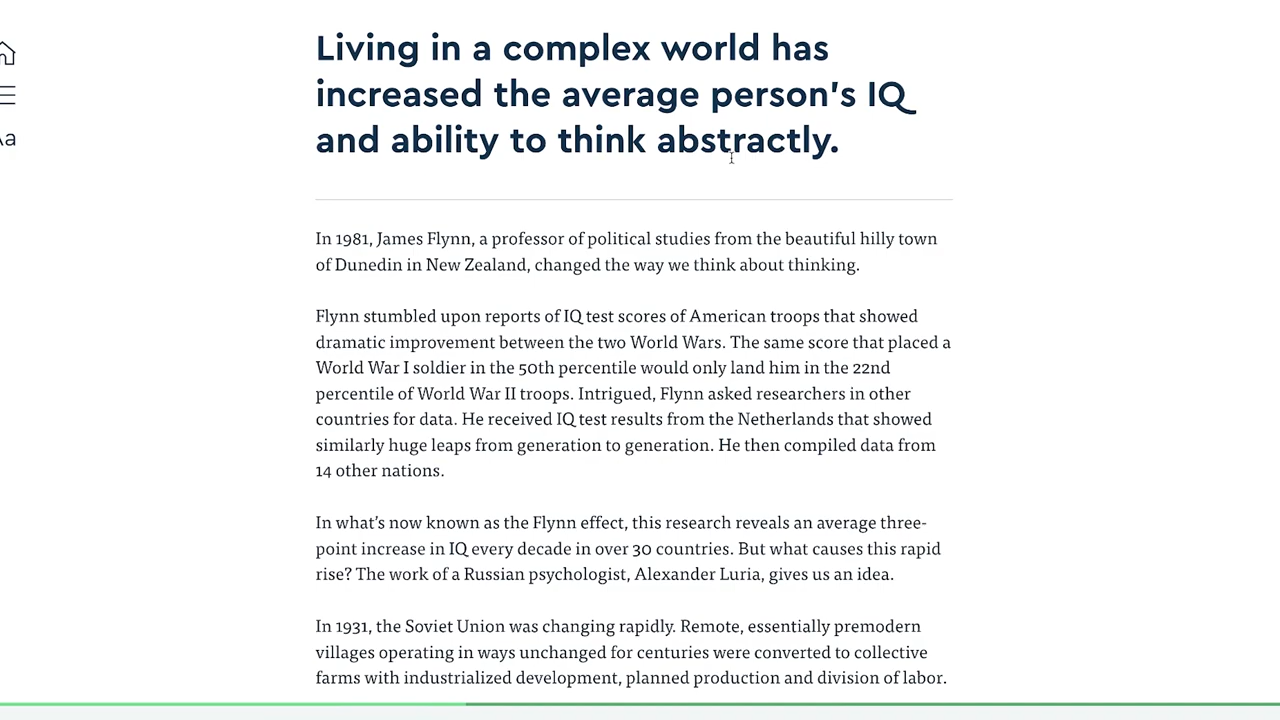 Living in a complex world has
increased the average person's IQ
and ability to think abstractly.
Aa
In 1981, James Flynn, a professor of political studies from the beautiful hilly town
of Dunedin in New Zealand, changed the way we think about thinking.
Flynn stumbled upon reports of IQ test scores of American troops that showed
dramatic improvement between the two World Wars. The same score that placed a
World War I soldier in the 50th percentile would only land him in the 22nd
percentile of World War II troops. Intrigued, Flynn asked researchers in other
countries for data. He received IQ test results from the Netherlands that showed
similarly huge leaps from generation to generation. He then compiled data from
14 other nations.
In what’s now known as the Flynn effect, this research reveals an average three-
point increase in IQ every decade in over 30 countries. But what causes this rapid
rise? The work of a Russian psychologist, Alexander Luria, gives us an idea.
In 1931, the Soviet Union was changing rapidly. Remote, essentially premodern
villages operating in ways unchanged for centuries were converted to collective
farms with industrialized development, planned production and division of labor.